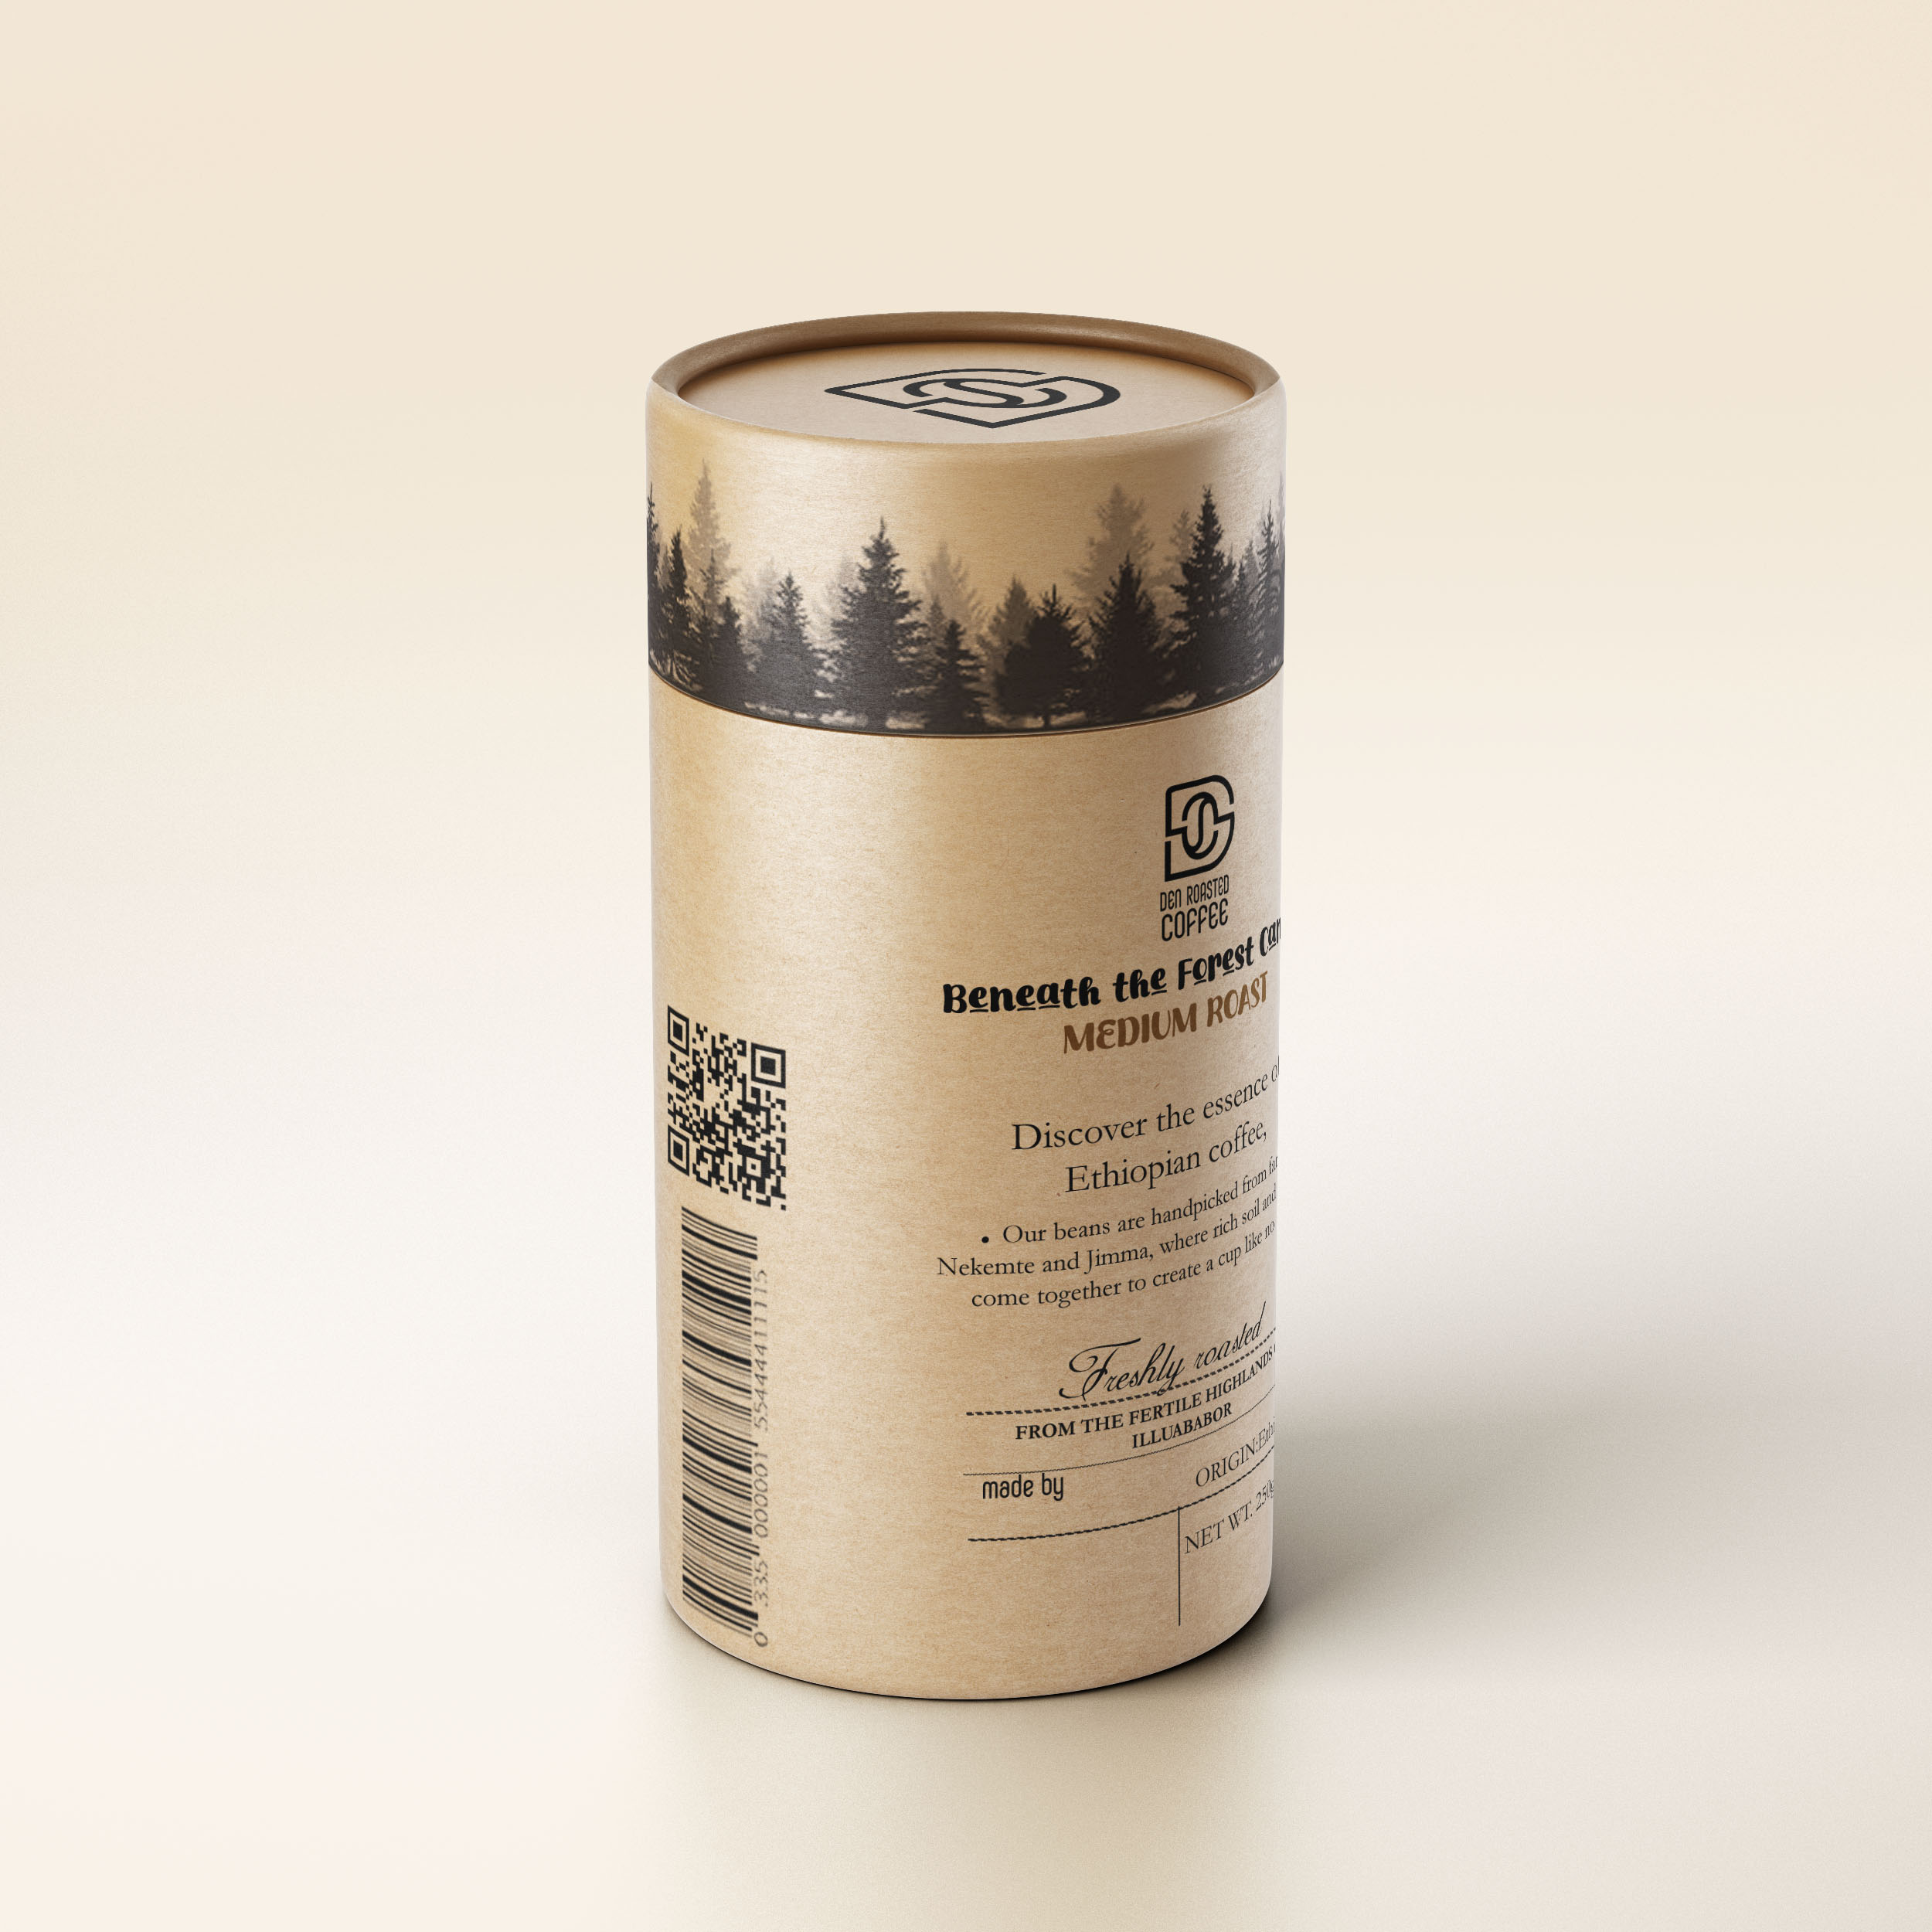 DEN ROASTED
COFFEE
Beneath the Forest
MEDIUM ROAST
Discover the essence
Ethiopian coffee,
• Our beans are handpicked from
Nekemte and Jimma, where rich soil and
come together to create a cup like no
Freshly roasted
FROM THE FERTILE HIGHLANDS
ILLUABABOR
made by
ORIGIN:
NET WT. 250g
0 335 000001 554444111115